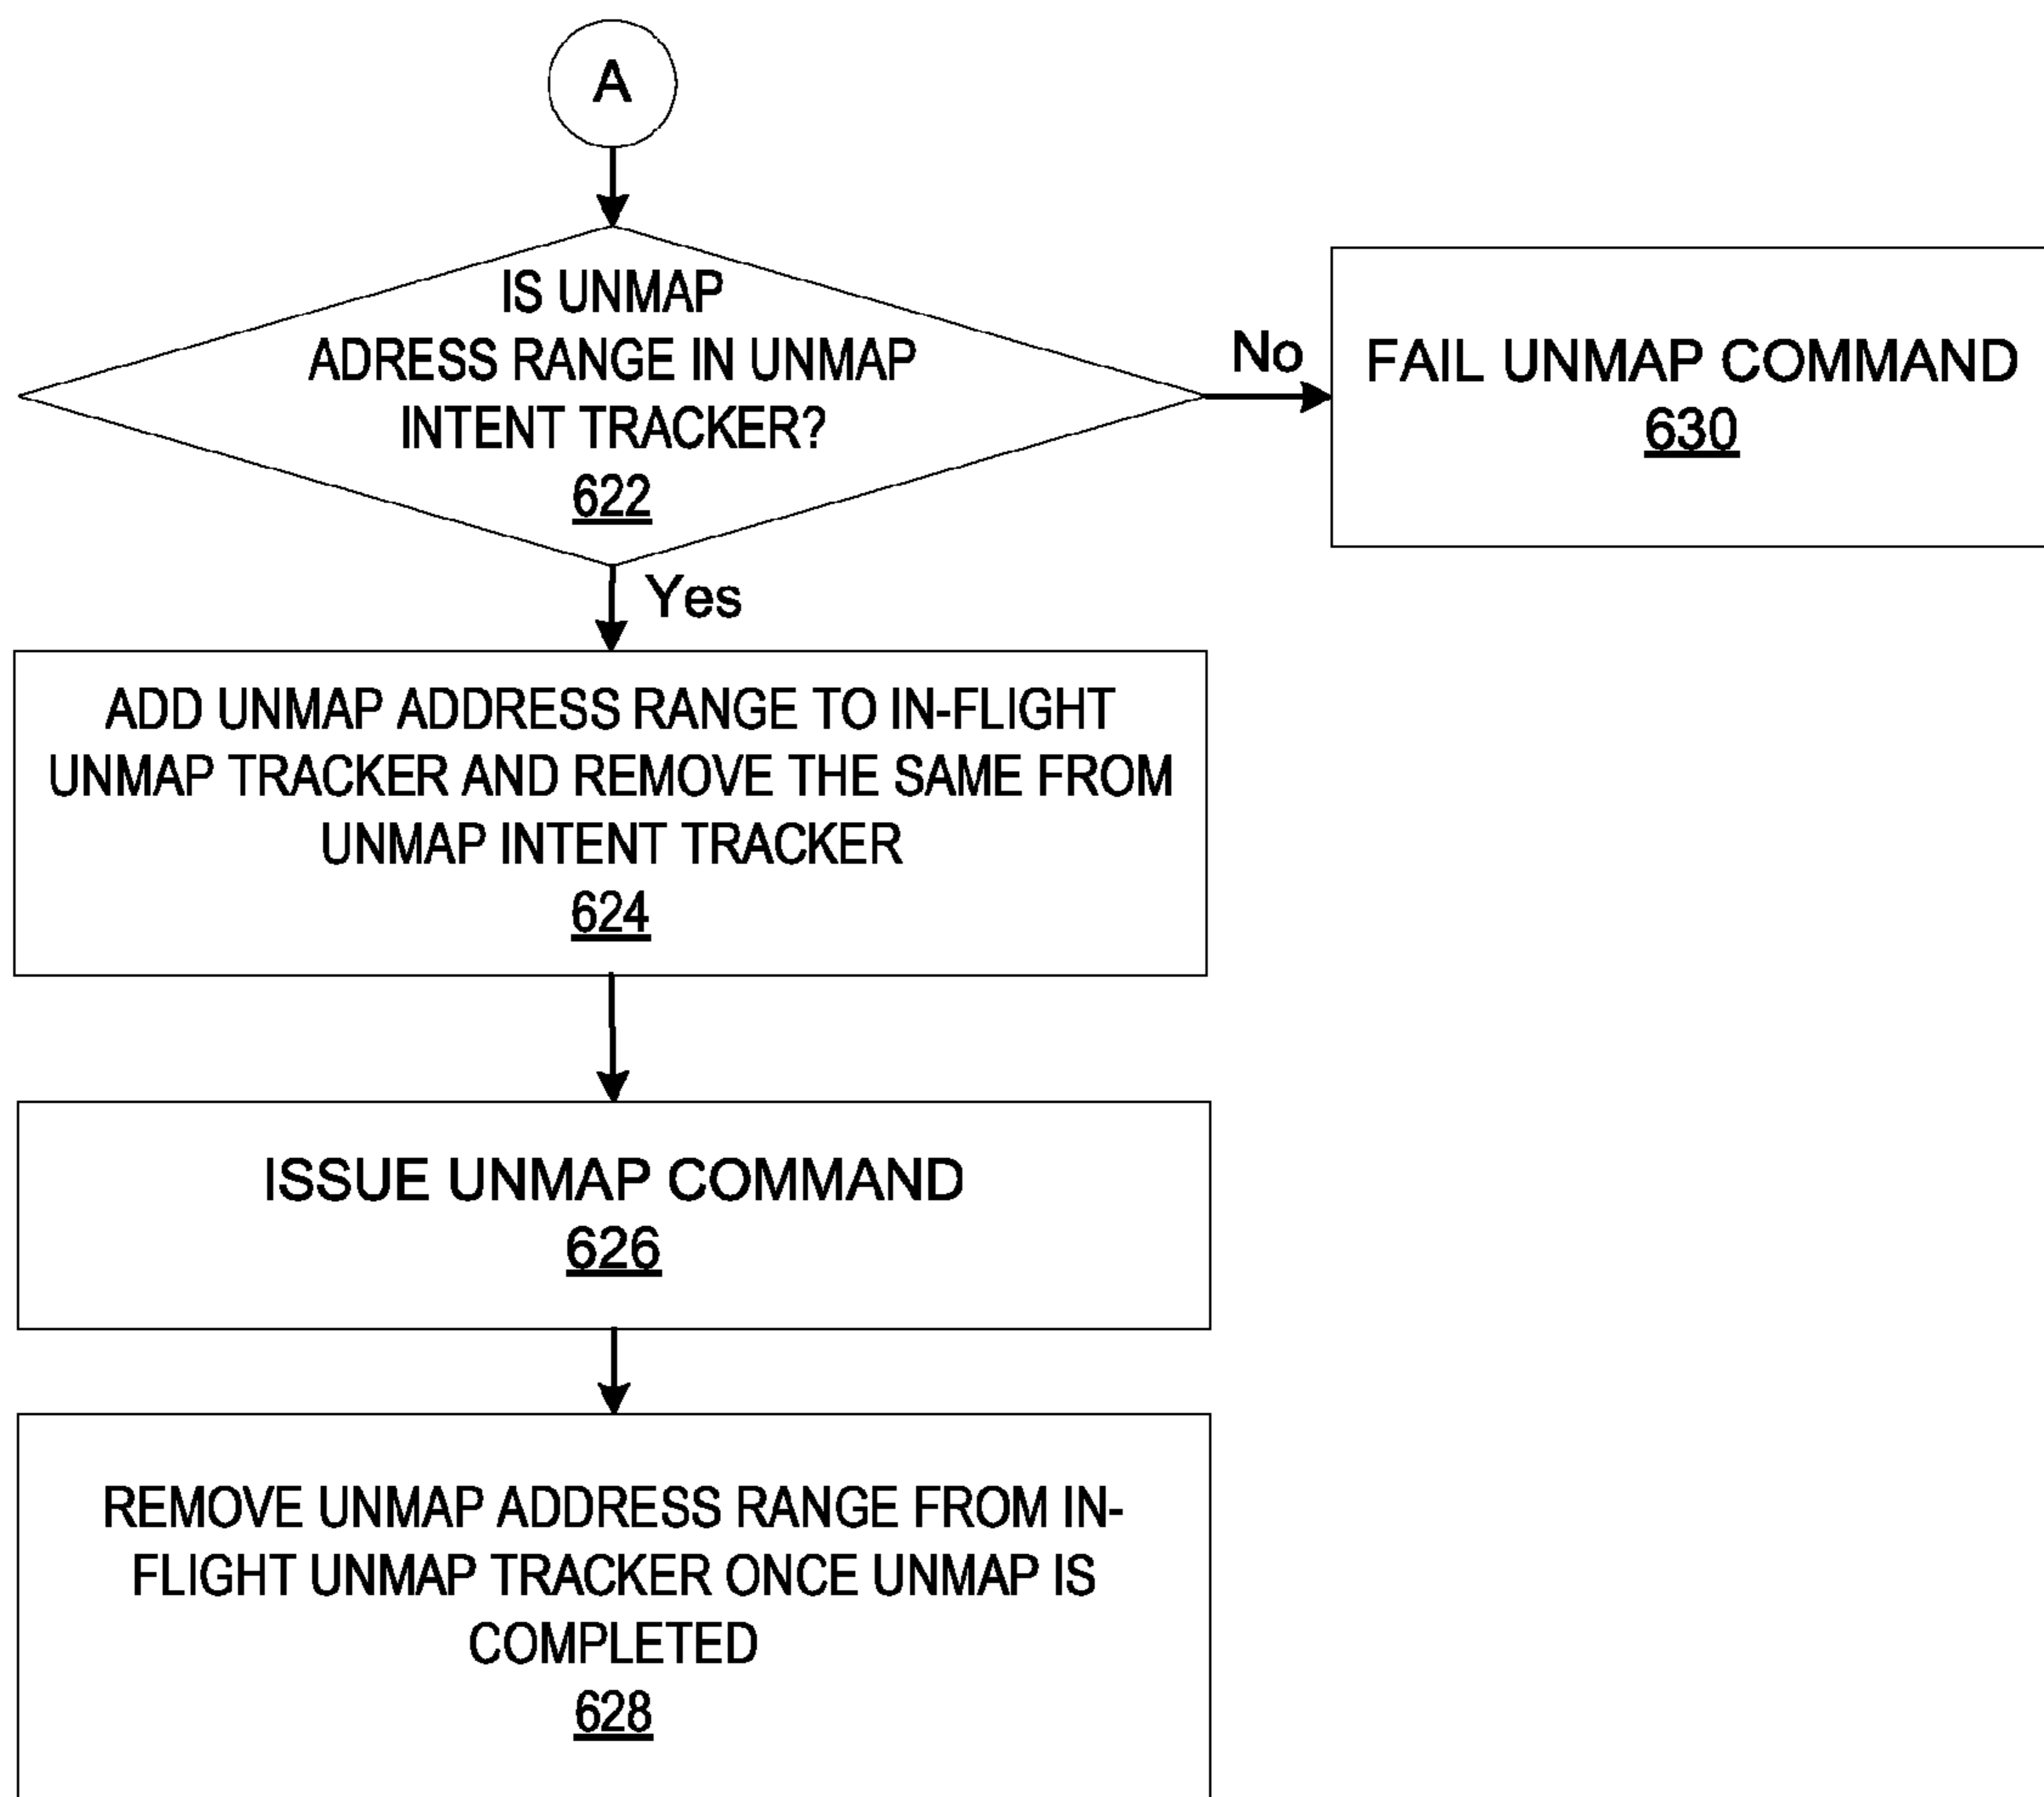 A
IS UNMAP
ADRESS RANGE IN UNMAP
INTENT TRACKER?
622
No
FAIL UNMAP COMMAND
630
Yes
ADD UNMAP ADDRESS RANGE TO IN-FLIGHT
UNMAP TRACKER AND REMOVE THE SAME FROM
UNMAP INTENT TRACKER
624
ISSUE UNMAP COMMAND
626
REMOVE UNMAP ADDRESS RANGE FROM IN-
FLIGHT UNMAP TRACKER ONCE UNMAP IS
COMPLETED
628